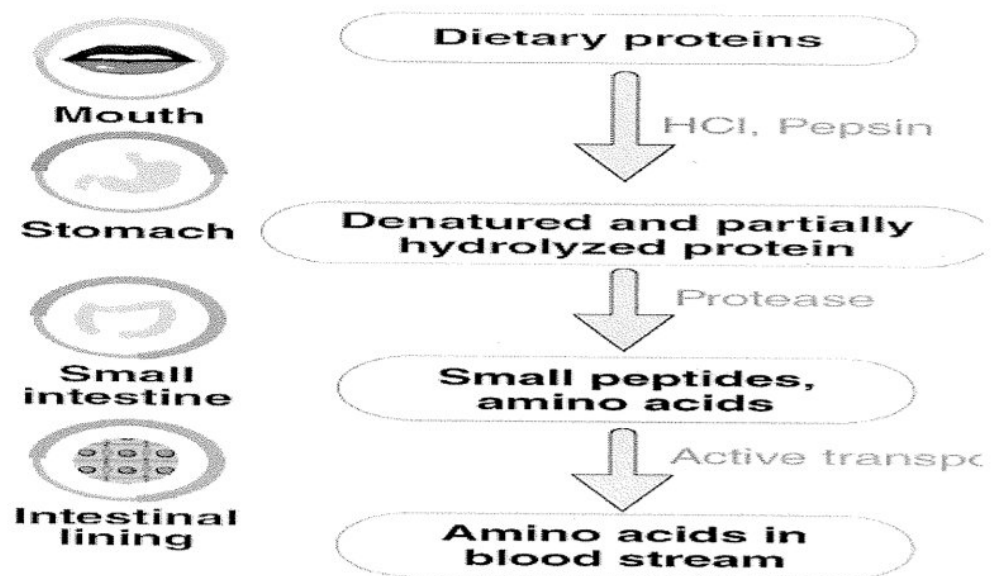 Dietary proteins
Mouth
HCl, Pepsin
Stomach
Denatured and partially
hydrolyzed protein
Protease
Small
intestine
Small peptides,
amino acids
Active transpo
Intestinal
lining
Amino acids in
blood stream